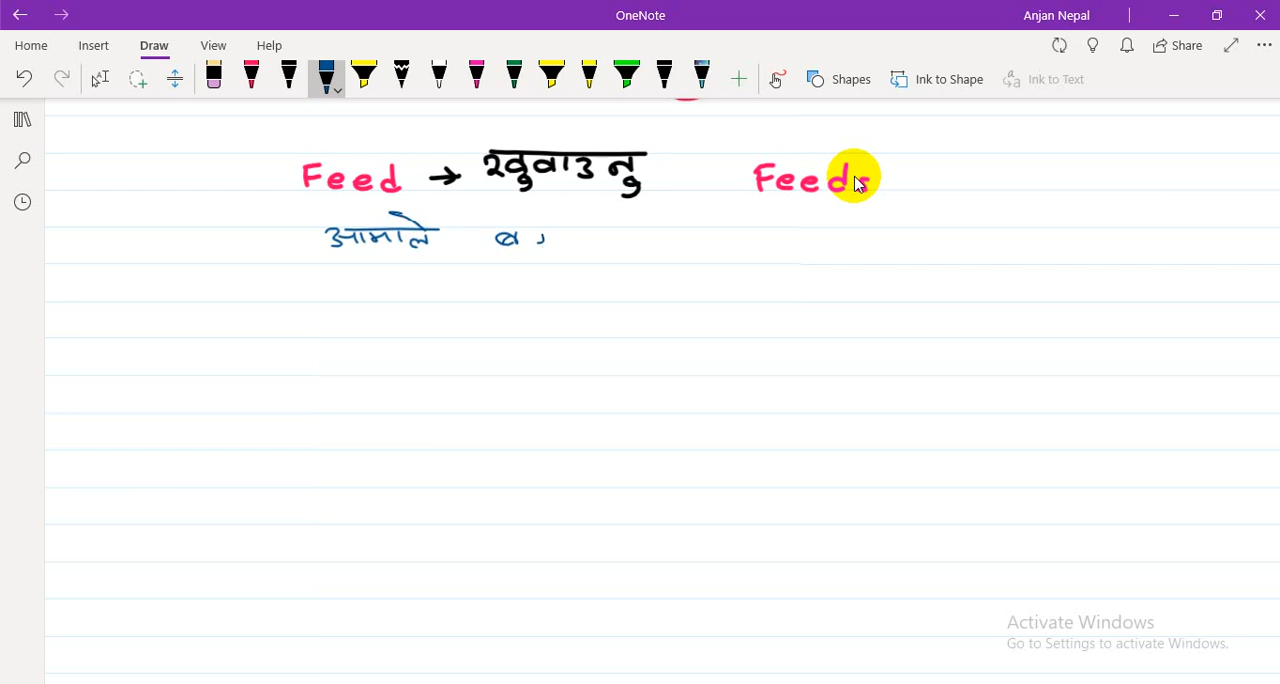 OneNote
Anjan Nepal
Home Insert Draw View Help
Share
Shapes Ink to Shape Ink to Text
Feed → खुवाउनु Feeds
आमाले ब
Activate Windows
Go to Settings to activate Windows.